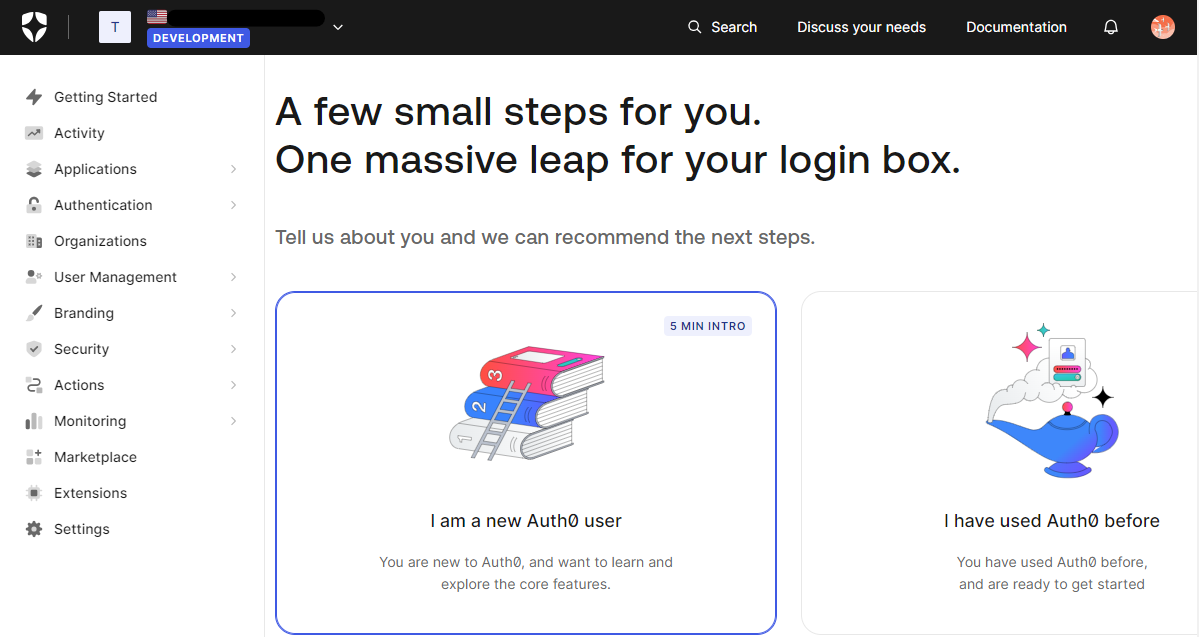 T
DEVELOPMENT
Search
Discuss your needs
Documentation
Getting Started
Activity
Applications
Authentication
Organizations
User Management
Branding
Security
Actions
Monitoring
Marketplace
Extensions
Settings
A few small steps for you.
One massive leap for your login box.
Tell us about you and we can recommend the next steps.
5 MIN INTRO
3
2
1
I am a new Auth0 user
You are new to Auth0, and want to learn and
explore the core features.
I have used Auth0 before
You have used Auth0 before,
and are ready to get started